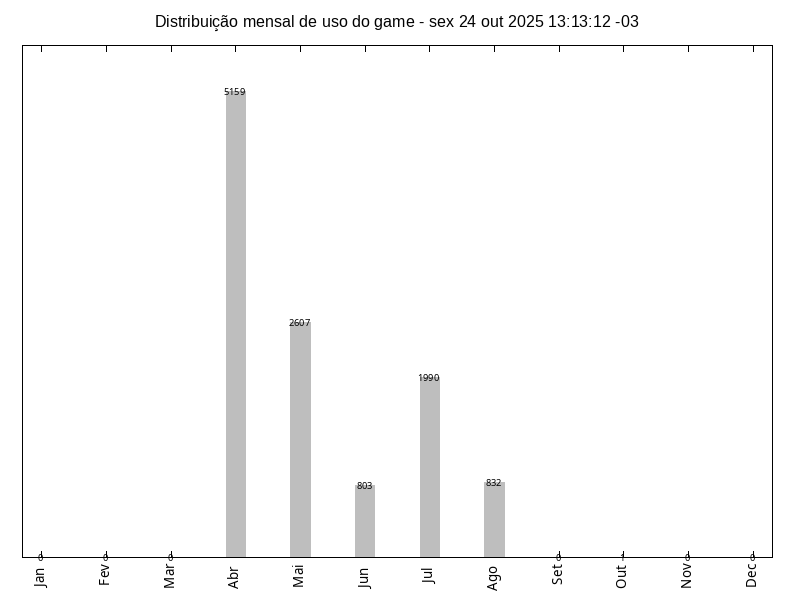 Distribuição mensal de uso do game - sex 24 out 2025 13:13:12 -03
5159
2607
1990
803
832
0 0 0 0 1 0 0
Jan Fev Mar Abr Mai Jun Jul Ago Set Out Nov Dec